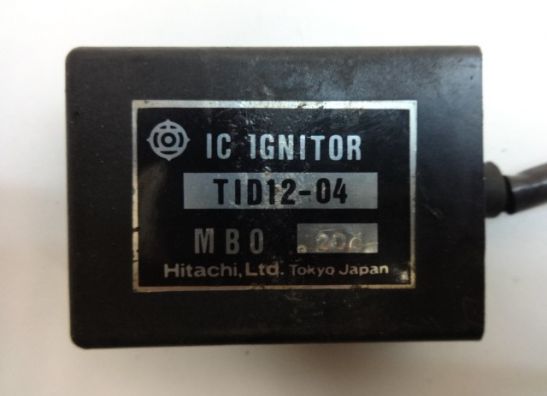 IC IGNITOR
TID12-04
MBO
Hitachi, Ltd. Tokyo Japan